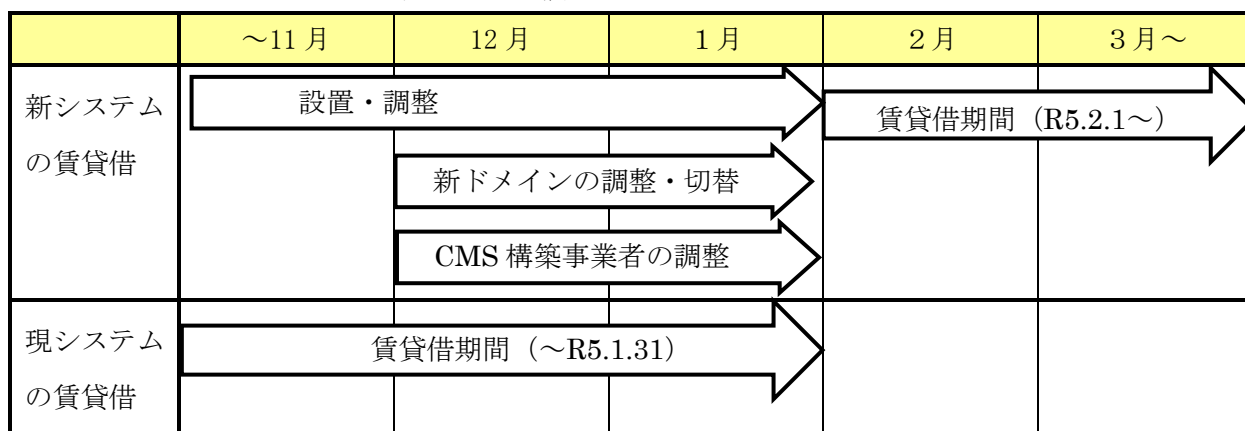 ～11月 12月 １月 ２月 ３月～
新システム
の賃貸借
設置・調整
賃貸借期間（R5.2.1～）
新ドメインの調整・切替
CMS 構築事業者の調整
現システム
の賃貸借
賃貸借期間（～R5.1.31）